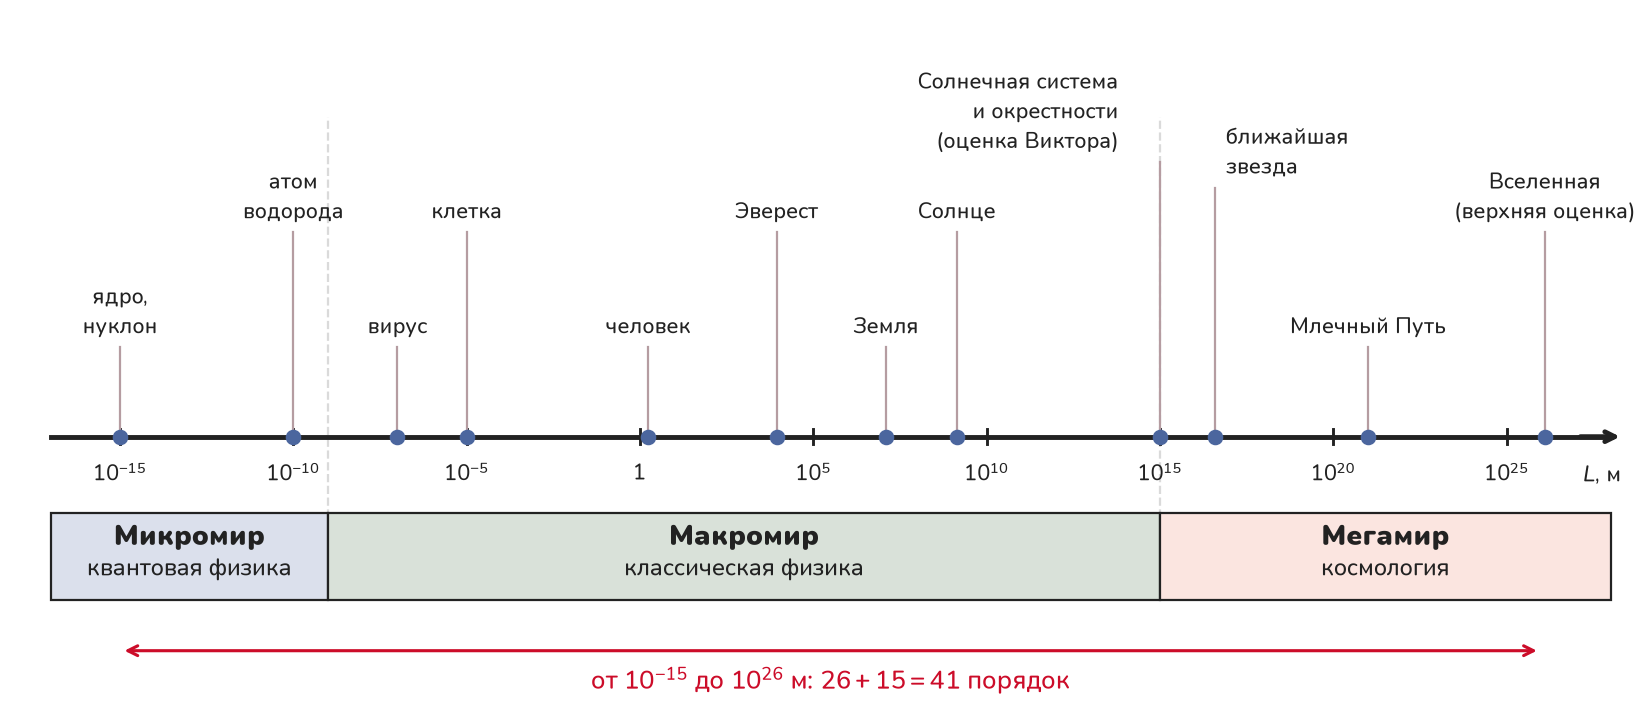 Солнечная система
и окрестности
(оценка Виктора)
ближайшая
звезда
атом
водорода
клетка
Эверест
Солнце
Вселенная
(верхняя оценка)
ядро,
нуклон
вирус
человек
Земля
Млечный Путь
10⁻¹⁵ 10⁻¹⁰ 10⁻⁵ 1 10⁵ 10¹⁰ 10¹⁵ 10²⁰ 10²⁵ L, м
Микромир
квантовая физика
Макромир
классическая физика
Мегамир
космология
от 10⁻¹⁵ до 10²⁶ м: 26 + 15 = 41 порядок